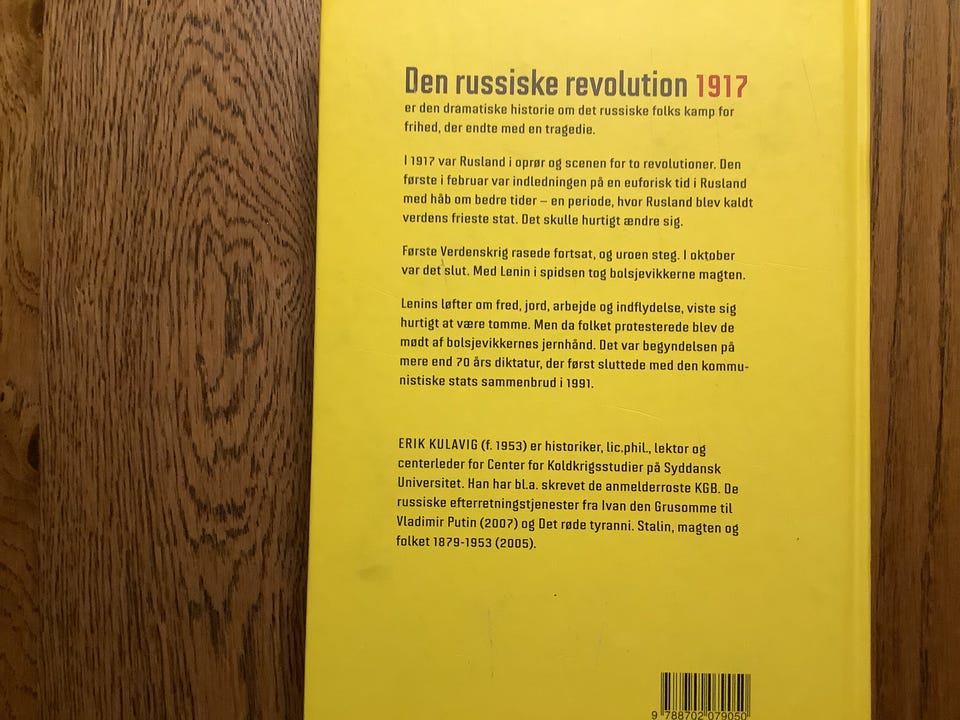 Den russiske revolution 1917
er den dramatiske historie om det russiske folks kamp for
frihed, der endte med en tragedie.
I 1917 var Rusland i oprør og scenen for to revolutioner. Den
første i februar var indledningen på en euforisk tid i Rusland
med håb om bedre tider – en periode, hvor Rusland blev kaldt
verdens frieste stat. Det skulle hurtigt ændre sig.
Første Verdenskrig rasede fortsat, og uroen steg. I oktober
var det slut. Med Lenin i spidsen tog bolsjevikkerne magten.
Lenins løfter om fred, jord, arbejde og indflydelse, viste sig
hurtigt at være tomme. Men da folket protesterede blev de
mødt af bolsjevikkernes jernhånd. Det var begyndelsen på
mere end 70 års diktatur, der først sluttede med den kommu-
nistiske stats sammenbrud i 1991.
ERIK KULAVIG (f. 1953) er historiker, lic.phil., lektor og
centerleder for Center for Koldkrigsstudier på Syddansk
Universitet. Han har bl.a. skrevet de anmelderroste KGB. De
russiske efterretningstjenester fra Ivan den Grusomme til
Vladimir Putin (2007) og Det røde tyranni. Stalin, magten og
folket 1879-1953 (2005).
9 788702 079050